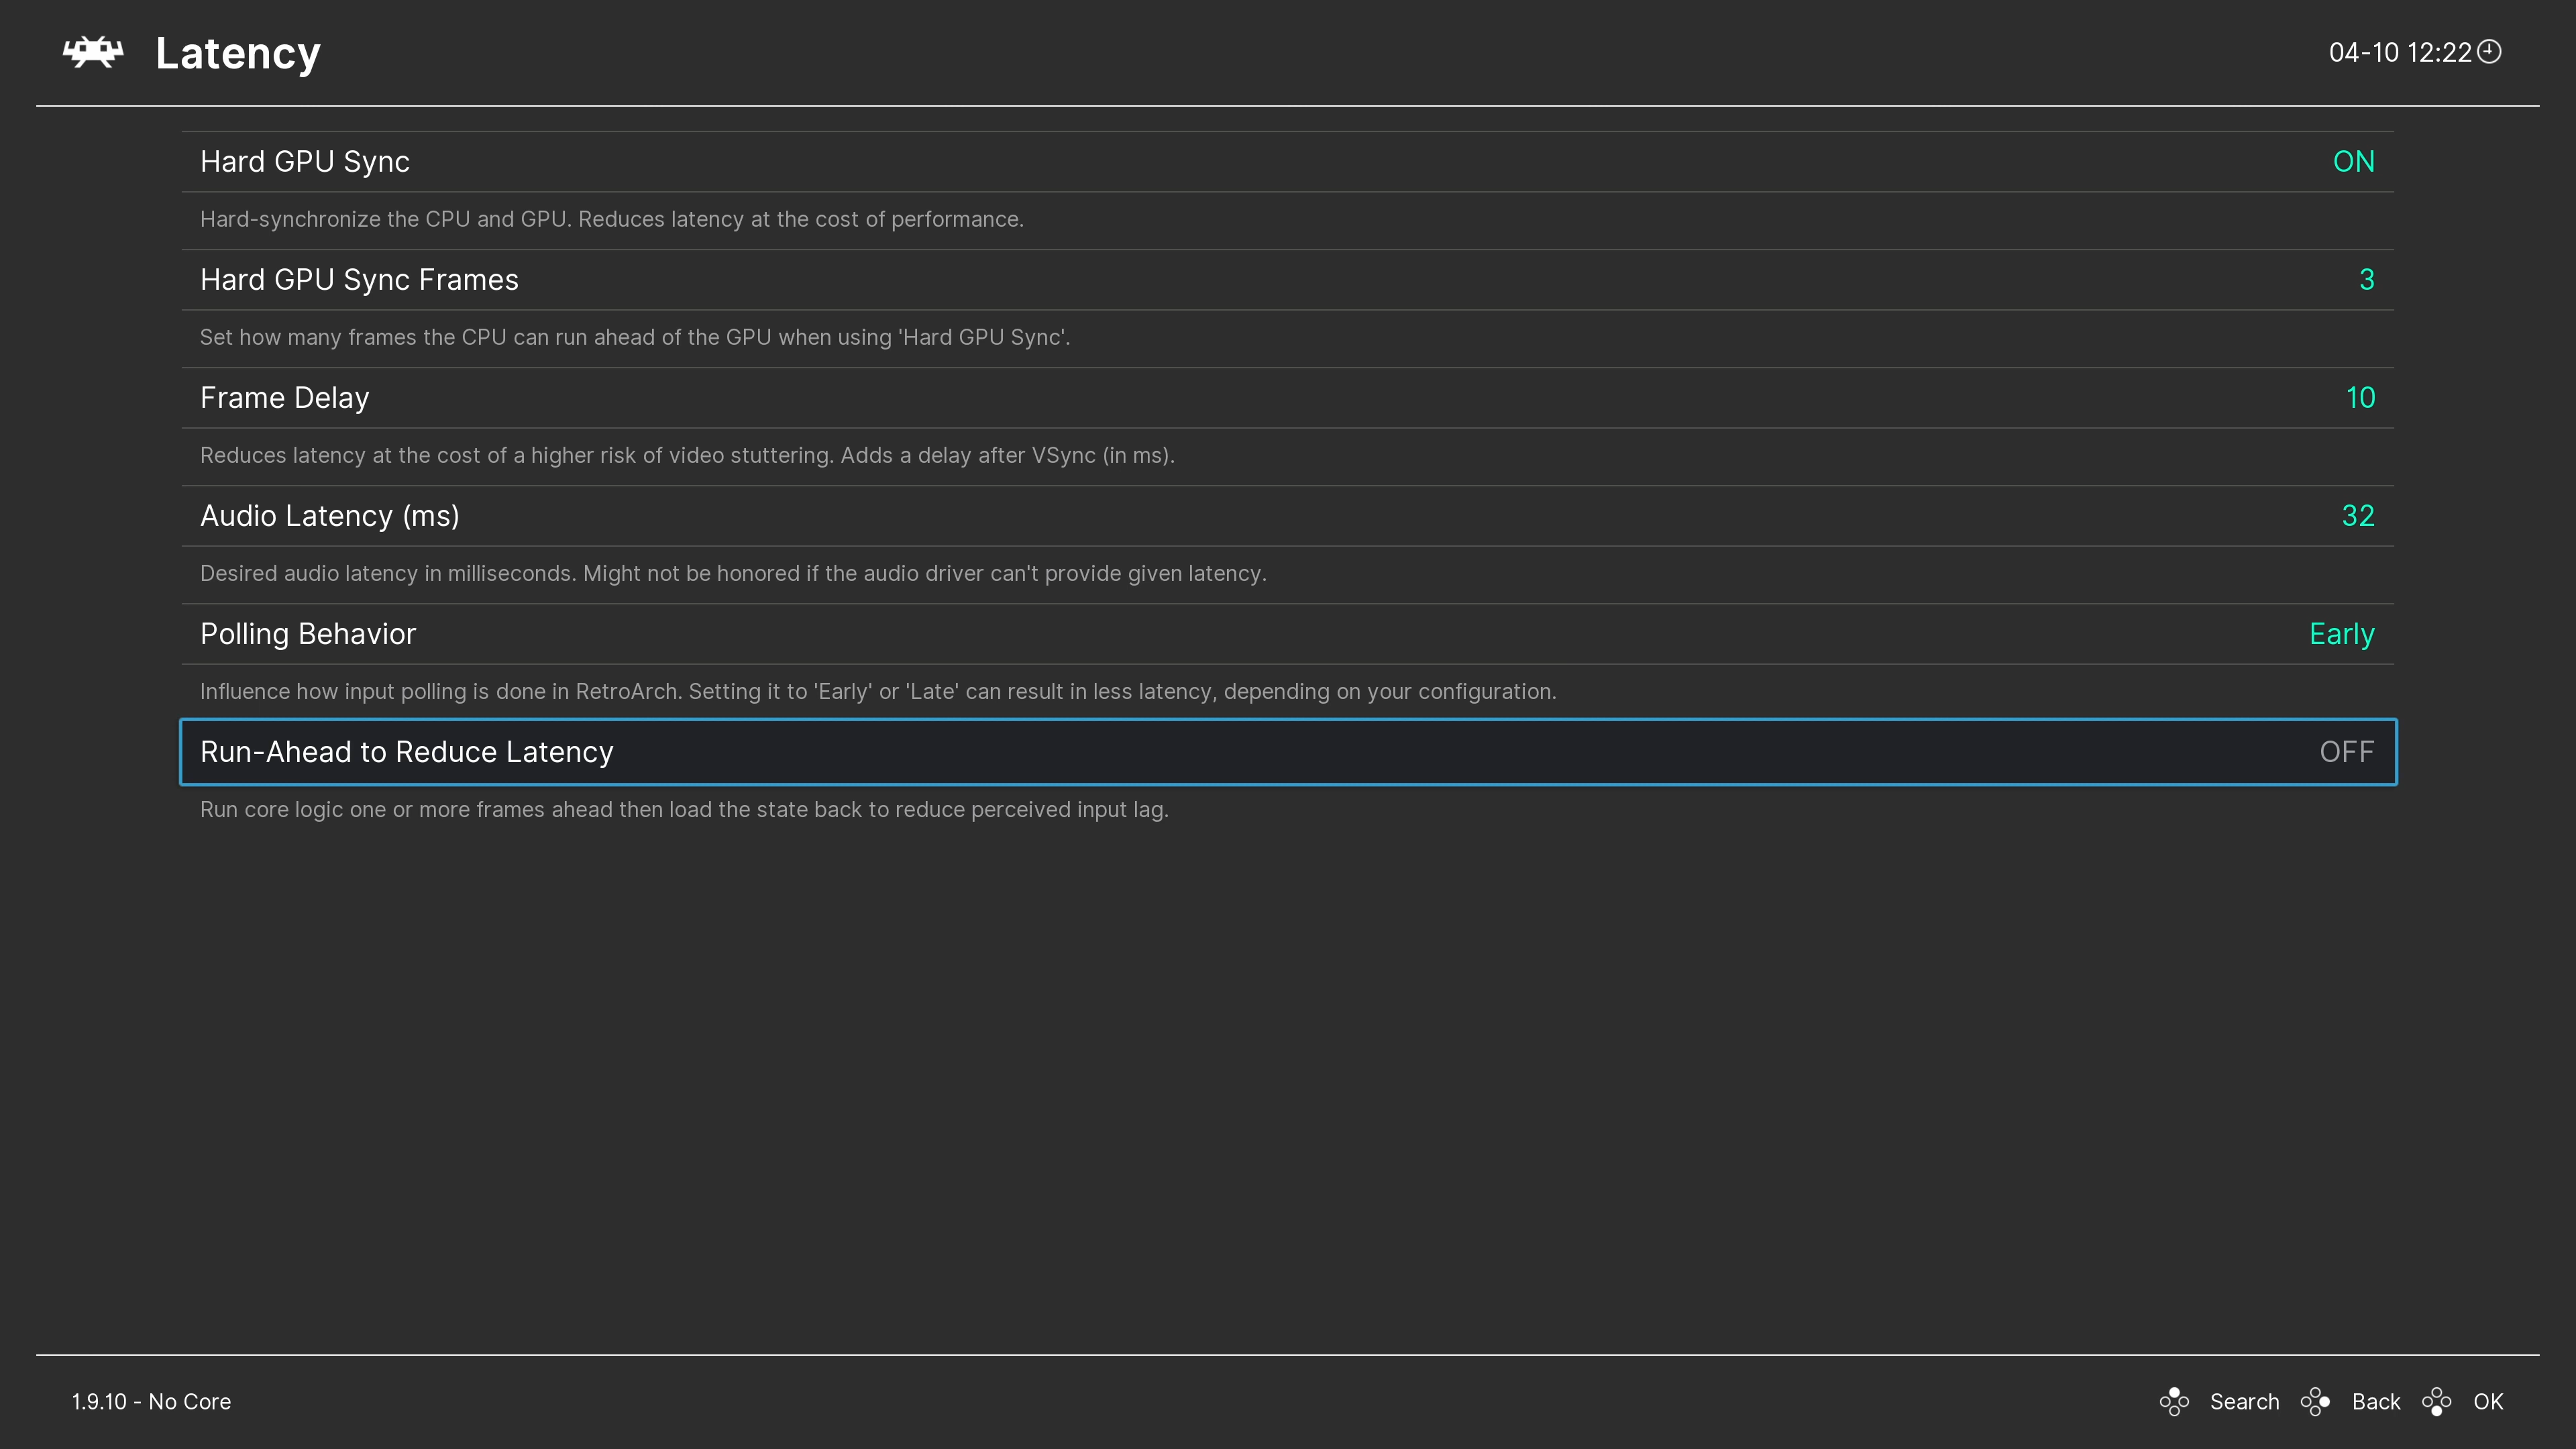 Latency
04-10 12:22
Hard GPU Sync ON
Hard-synchronize the CPU and GPU. Reduces latency at the cost of performance.
Hard GPU Sync Frames 3
Set how many frames the CPU can run ahead of the GPU when using 'Hard GPU Sync'.
Frame Delay 10
Reduces latency at the cost of a higher risk of video stuttering. Adds a delay after VSync (in ms).
Audio Latency (ms) 32
Desired audio latency in milliseconds. Might not be honored if the audio driver can't provide given latency.
Polling Behavior Early
Influence how input polling is done in RetroArch. Setting it to 'Early' or 'Late' can result in less latency, depending on your configuration.
Run-Ahead to Reduce Latency OFF
Run core logic one or more frames ahead then load the state back to reduce perceived input lag.
1.9.10 - No Core
Search Back OK